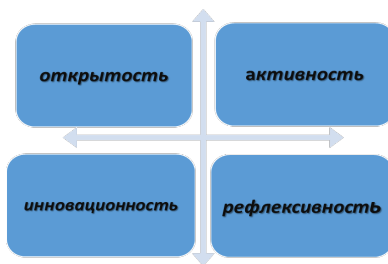 открытость
активность
инновационность
рефлексивность